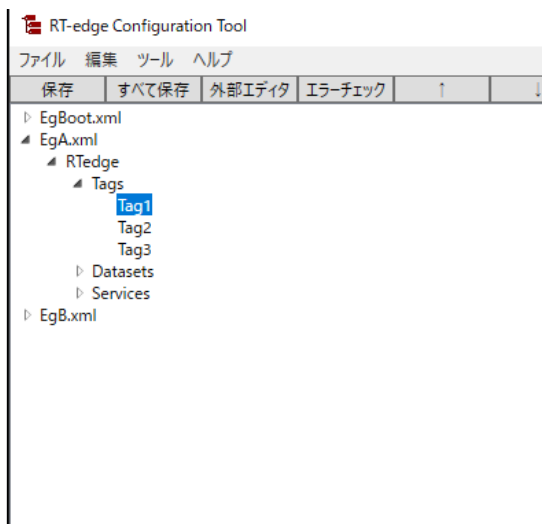 RT-edge Configuration Tool
ファイル 編集 ツール ヘルプ
保存 すべて保存 外部エディタ エラーチェック ↑ ↓
EgBoot.xml
EgA.xml
RTedge
Tags
Tag1
Tag2
Tag3
Datasets
Services
EgB.xml